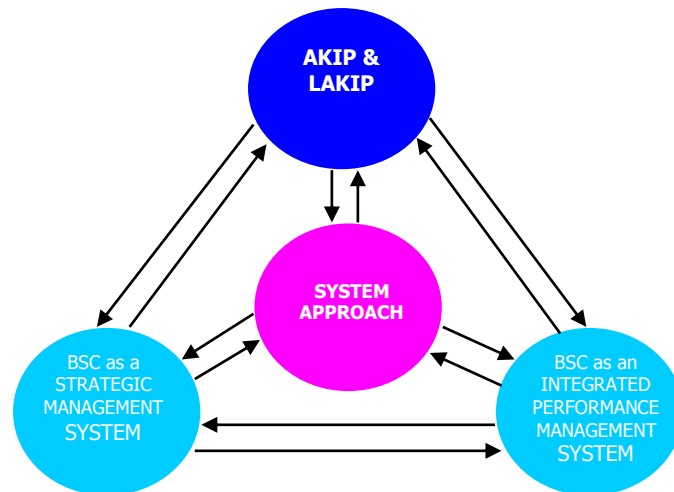 AKIP &
LAKIP
SYSTEM
APPROACH
BSC as a
STRATEGIC
MANAGEMENT
SYSTEM
BSC as an
INTEGRATED
PERFORMANCE
MANAGEMENT
SYSTEM